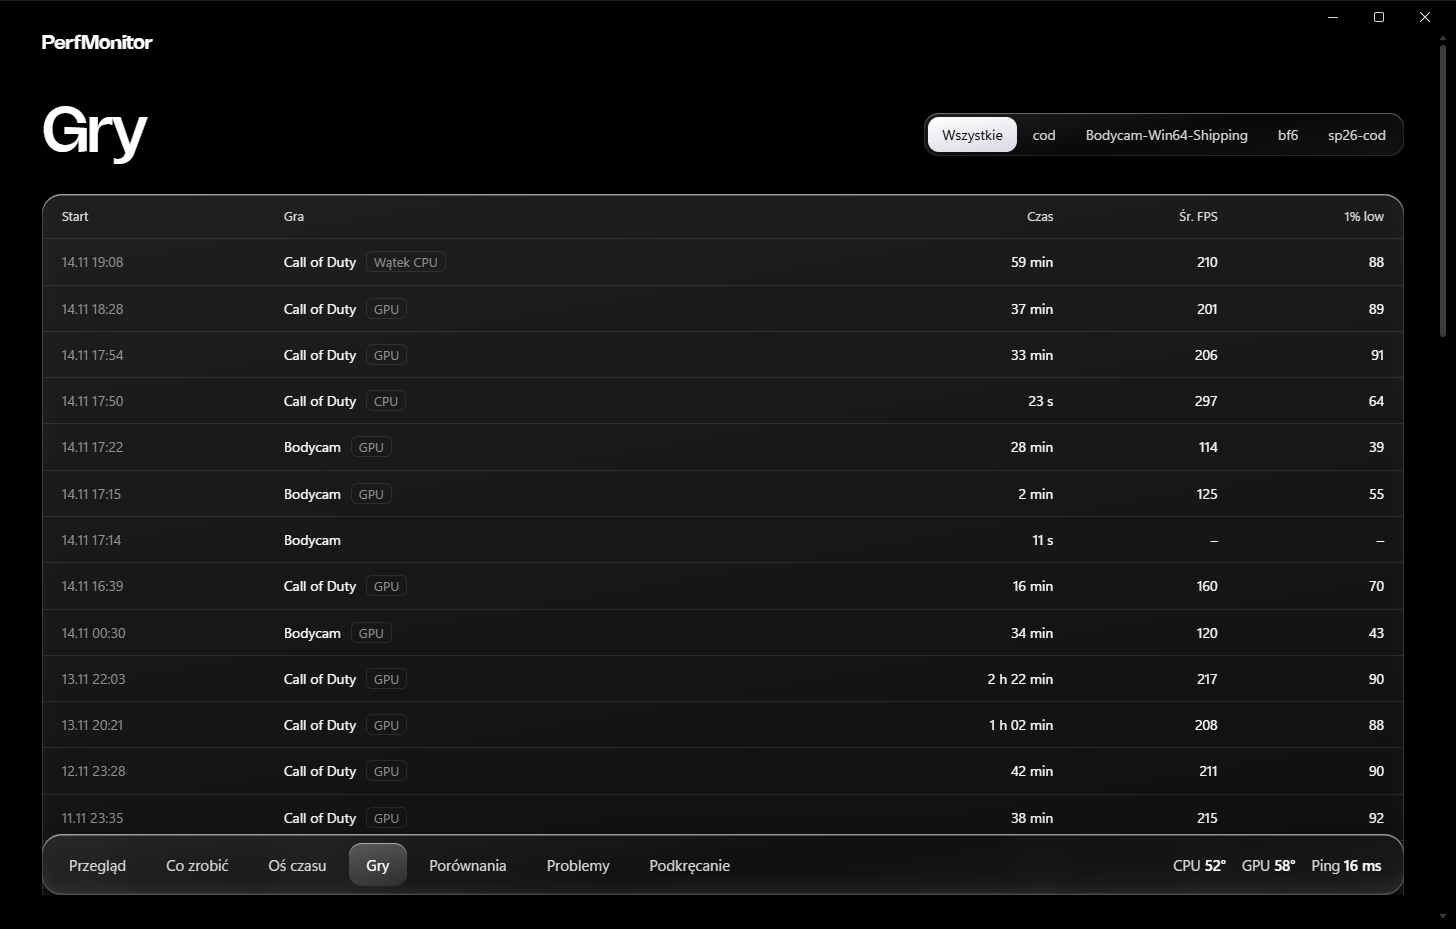 PerfMonitor
Gry
Wszystkie cod Bodycam-Win64-Shipping bf6 sp26-cod
Start Gra Czas Śr. FPS 1% low
14.11 19:08 Call of Duty Wątek CPU 59 min 210 88
14.11 18:28 Call of Duty GPU 37 min 201 89
14.11 17:54 Call of Duty GPU 33 min 206 91
14.11 17:50 Call of Duty CPU 23 s 297 64
14.11 17:22 Bodycam GPU 28 min 114 39
14.11 17:15 Bodycam GPU 2 min 125 55
14.11 17:14 Bodycam 11 s – –
14.11 16:39 Call of Duty GPU 16 min 160 70
14.11 00:30 Bodycam GPU 34 min 120 43
13.11 22:03 Call of Duty GPU 2 h 22 min 217 90
13.11 20:21 Call of Duty GPU 1 h 02 min 208 88
12.11 23:28 Call of Duty GPU 42 min 211 90
11.11 23:35 Call of Duty GPU 38 min 215 92
Przegląd Co zrobić Oś czasu Gry Porównania Problemy Podkręcanie CPU 52° GPU 58° Ping 16 ms